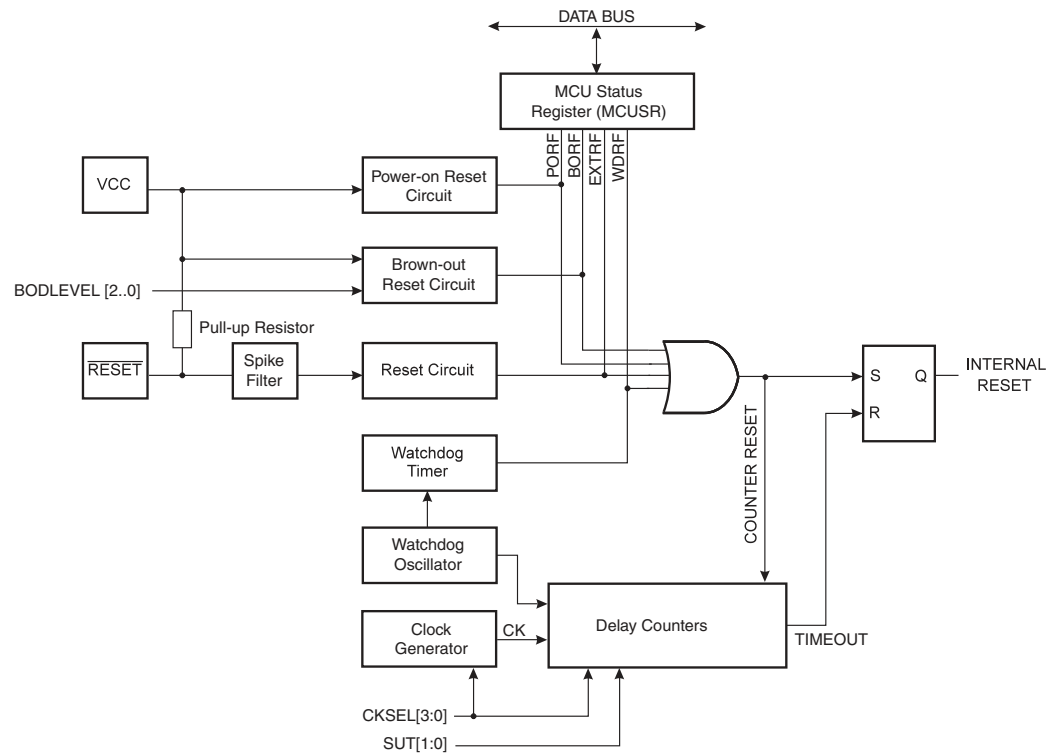 DATA BUS
MCU Status
Register (MCUSR)
PORF
BORF
EXTRF
WDRF
VCC
Power-on Reset
Circuit
Brown-out
Reset Circuit
BODLEVEL [2..0]
Pull-up Resistor
RESET
Spike
Filter
Reset Circuit
S
Q
R
INTERNAL
RESET
COUNTER RESET
Watchdog
Timer
Watchdog
Oscillator
Clock
Generator
CK
Delay Counters
TIMEOUT
CKSEL[3:0]
SUT[1:0]